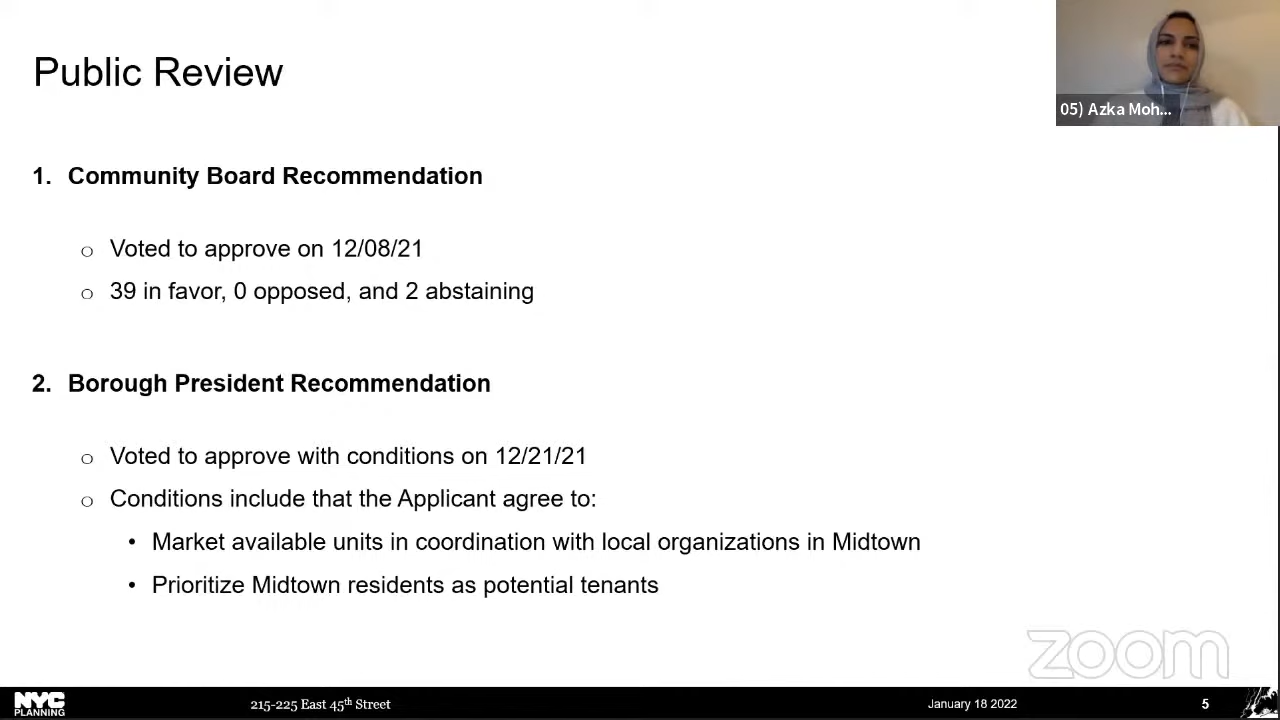 Public Review
05) Azka Moh...
1. Community Board Recommendation
o Voted to approve on 12/08/21
o 39 in favor, 0 opposed, and 2 abstaining
2. Borough President Recommendation
o Voted to approve with conditions on 12/21/21
o Conditions include that the Applicant agree to:
• Market available units in coordination with local organizations in Midtown
• Prioritize Midtown residents as potential tenants
zoom
NYC
PLANNING
215-225 East 45th Street
January 18 2022
5